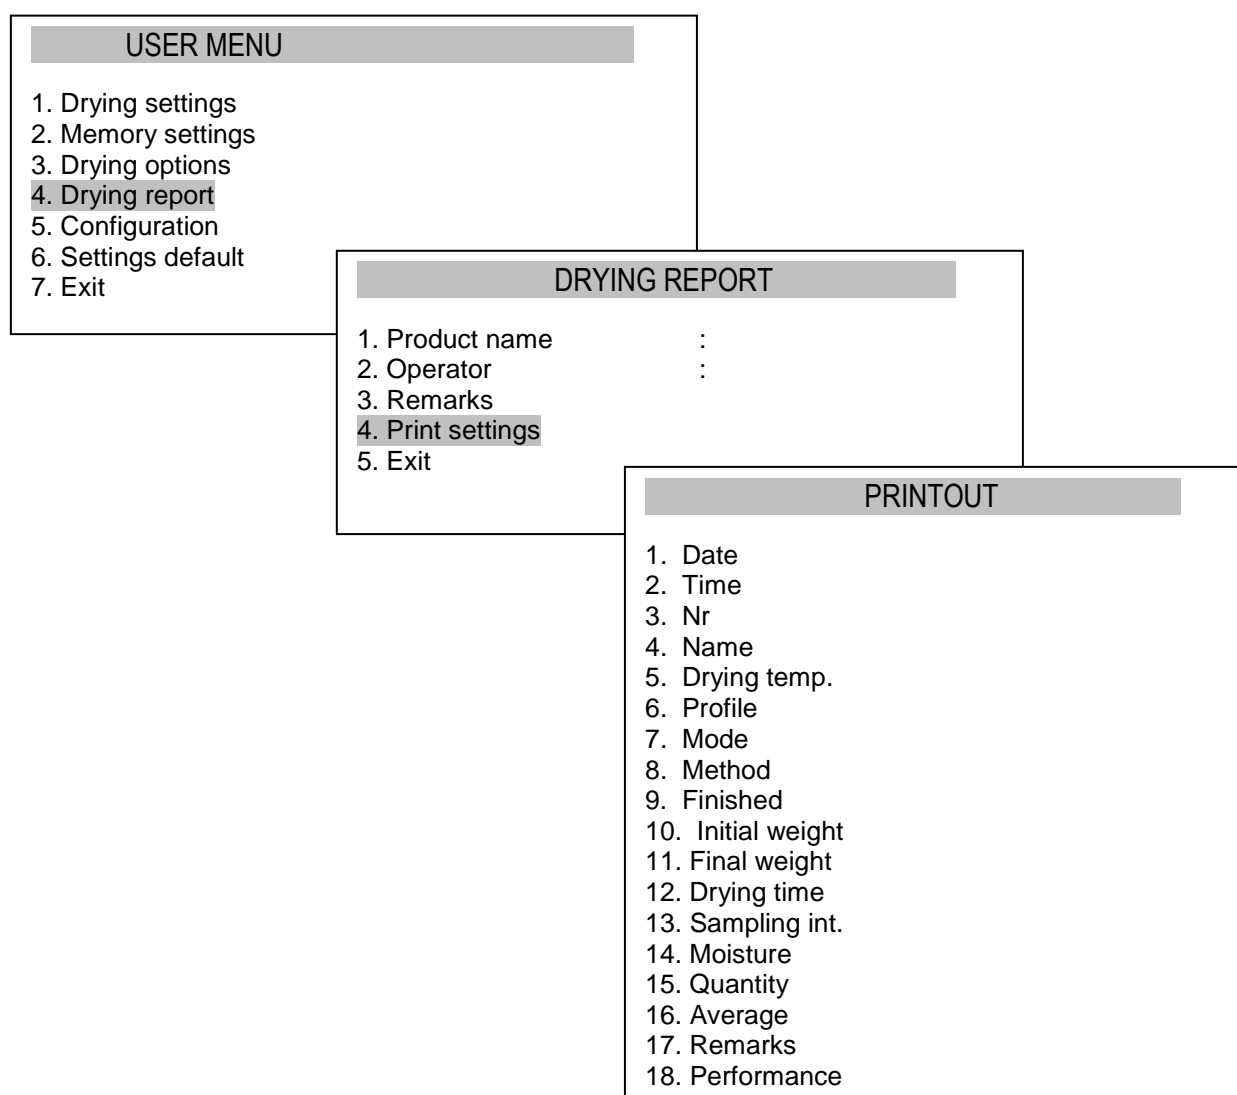 USER MENU
1. Drying settings
2. Memory settings
3. Drying options
4. Drying report
5. Configuration
6. Settings default
7. Exit
DRYING REPORT
1. Product name :
2. Operator :
3. Remarks
4. Print settings
5. Exit
PRINTOUT
1. Date
2. Time
3. Nr
4. Name
5. Drying temp.
6. Profile
7. Mode
8. Method
9. Finished
10. Initial weight
11. Final weight
12. Drying time
13. Sampling int.
14. Moisture
15. Quantity
16. Average
17. Remarks
18. Performance